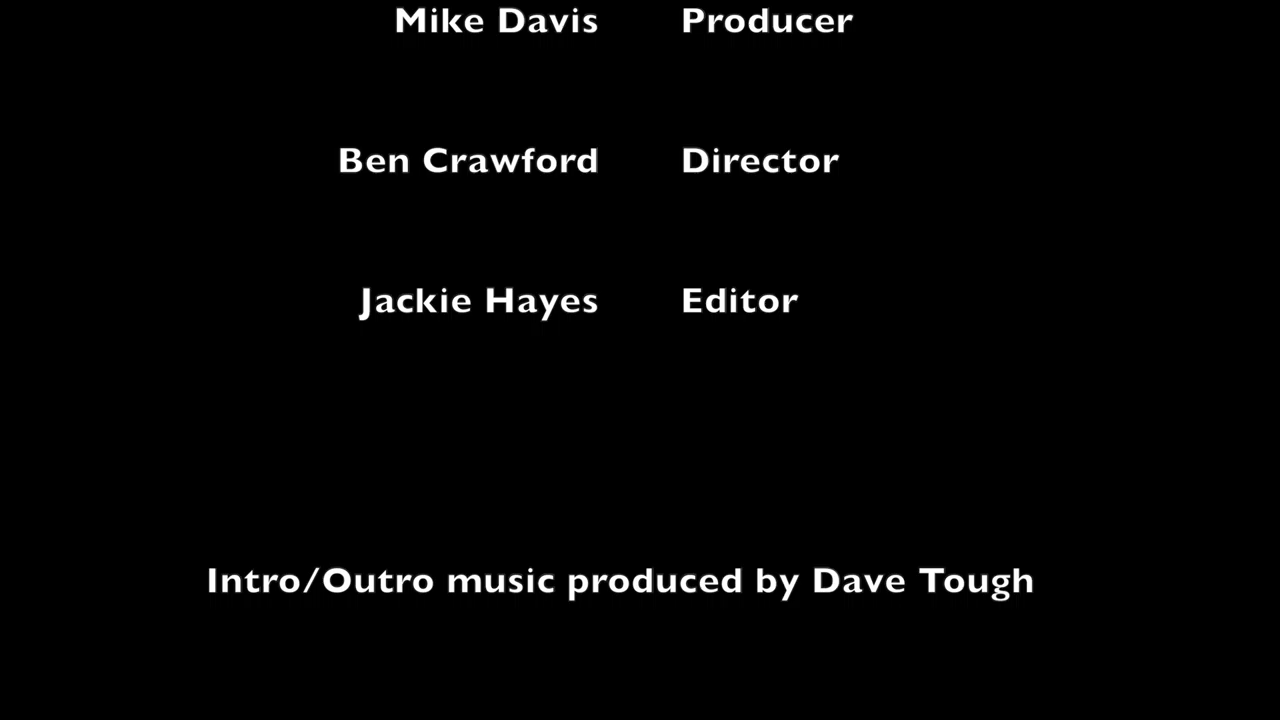 Mike Davis Producer
Ben Crawford Director
Jackie Hayes Editor
Intro/Outro music produced by Dave Tough